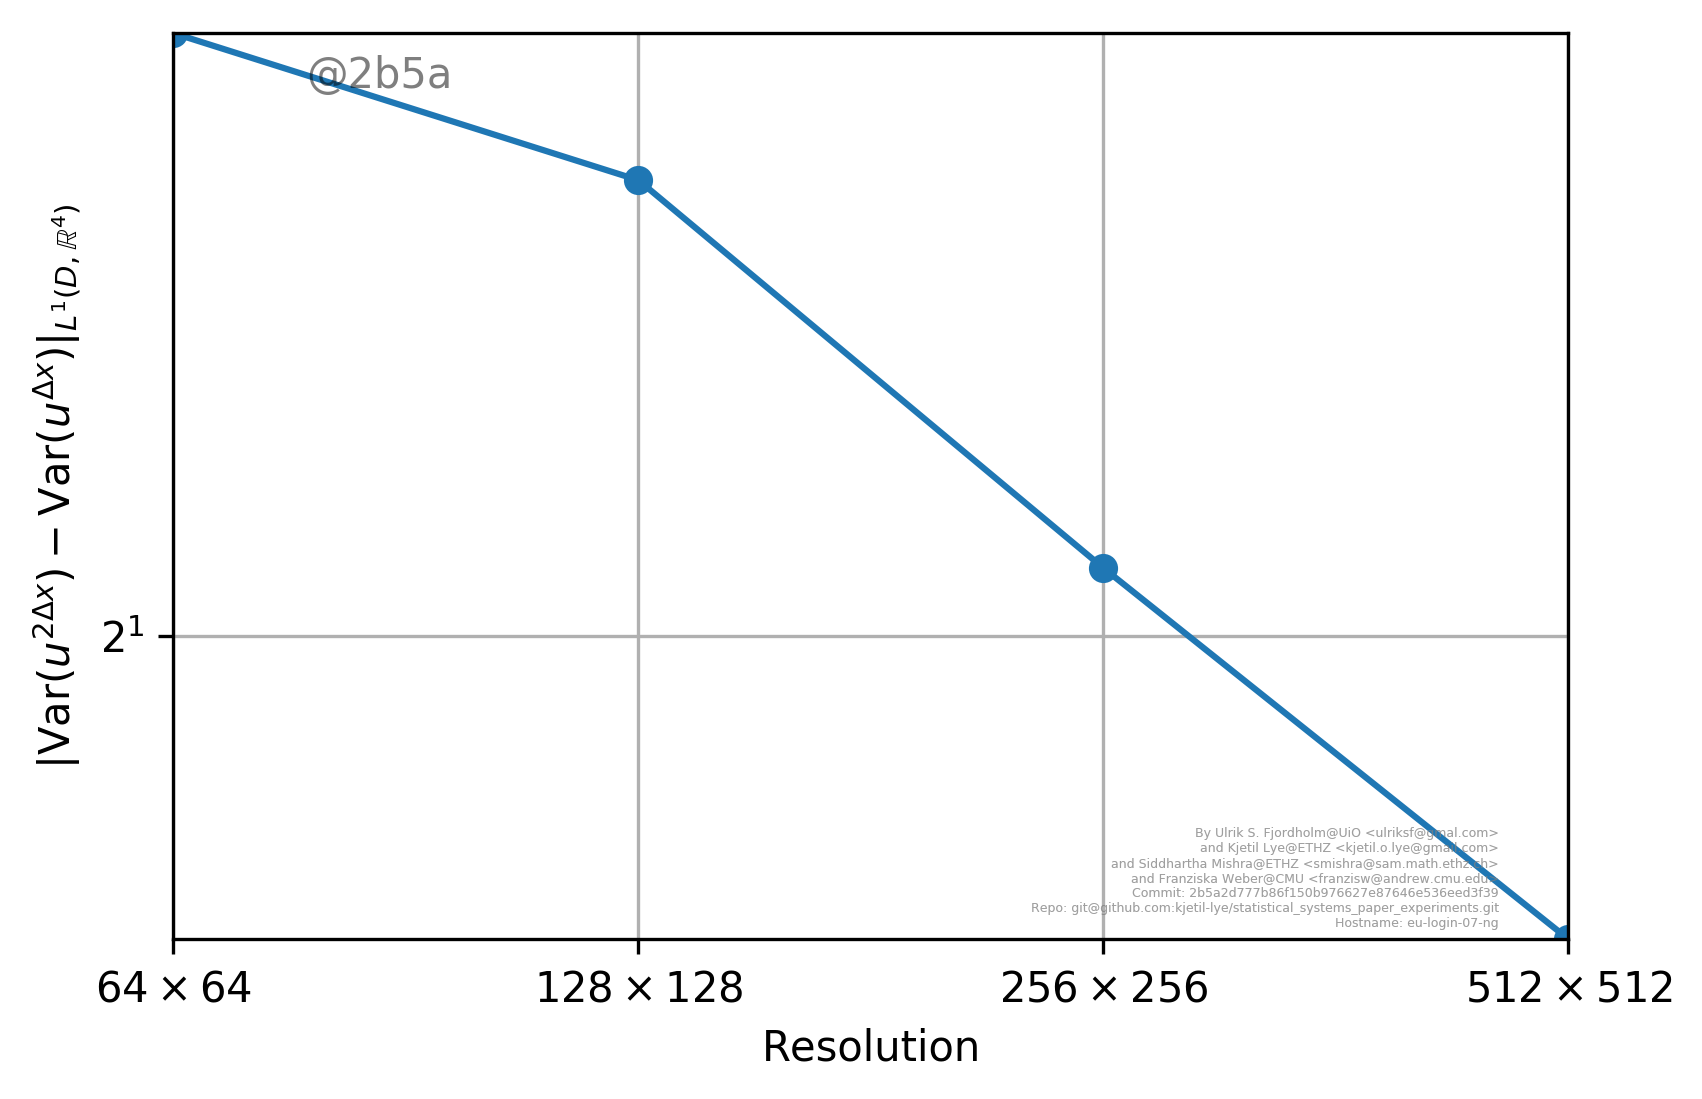 @2b5a
|Var(u^{2Δx}) − Var(u^{Δx})|_{L^1(D, ℝ^4)}
2^1
By Ulrik S. Fjordholm@UiO <ulriksf@gmal.com>
and Kjetil Lye@ETHZ <kjetil.o.lye@gmail.com>
and Siddhartha Mishra@ETHZ <smishra@sam.math.ethz.ch>
and Franziska Weber@CMU <franzisw@andrew.cmu.edu>
Commit: 2b5a2d777b86f150b976627e87646e536eed3f39
Repo: git@github.com:kjetil-lye/statistical_systems_paper_experiments.git
Hostname: eu-login-07-ng
64 × 64 128 × 128 256 × 256 512 × 512
Resolution